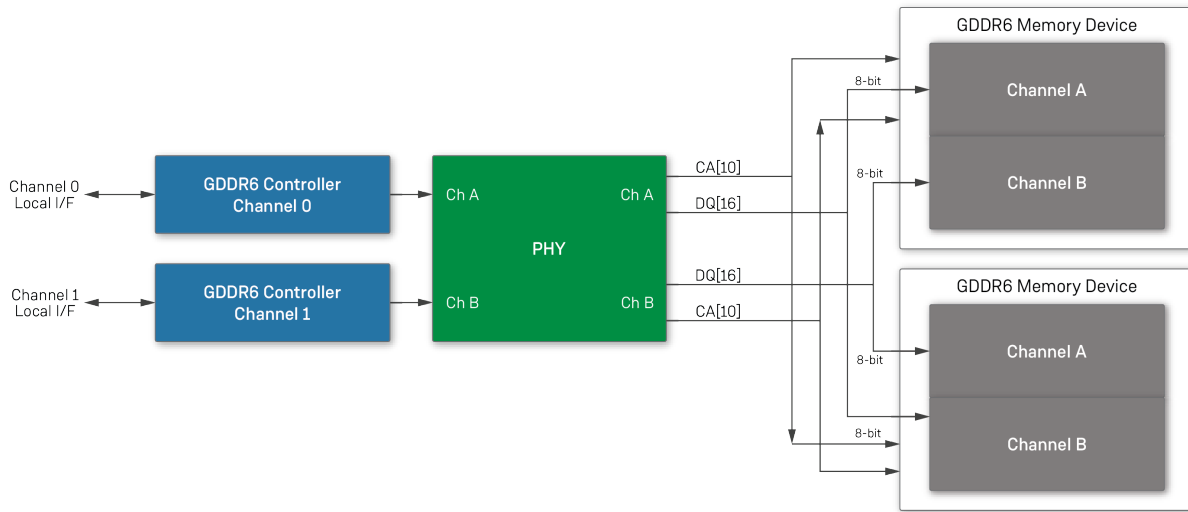 GDDR6 Memory Device
8-bit
Channel A
CA[10]
8-bit
Channel B
Channel 0
Local I/F
GDDR6 Controller
Channel 0
Ch A
Ch A
DQ[16]
PHY
DQ[16]
GDDR6 Memory Device
Channel 1
Local I/F
GDDR6 Controller
Channel 1
Ch B
Ch B
CA[10]
Channel A
8-bit
8-bit
Channel B